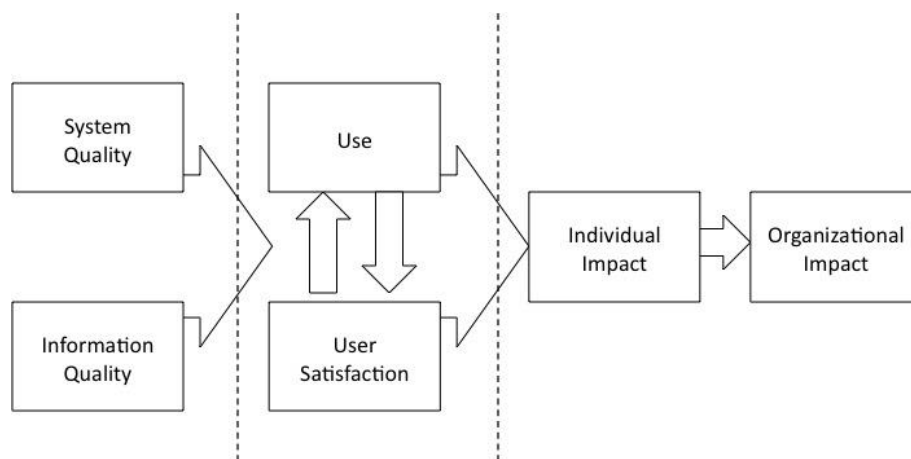 System
Quality
Use
Individual
Impact
Organizational
Impact
Information
Quality
User
Satisfaction